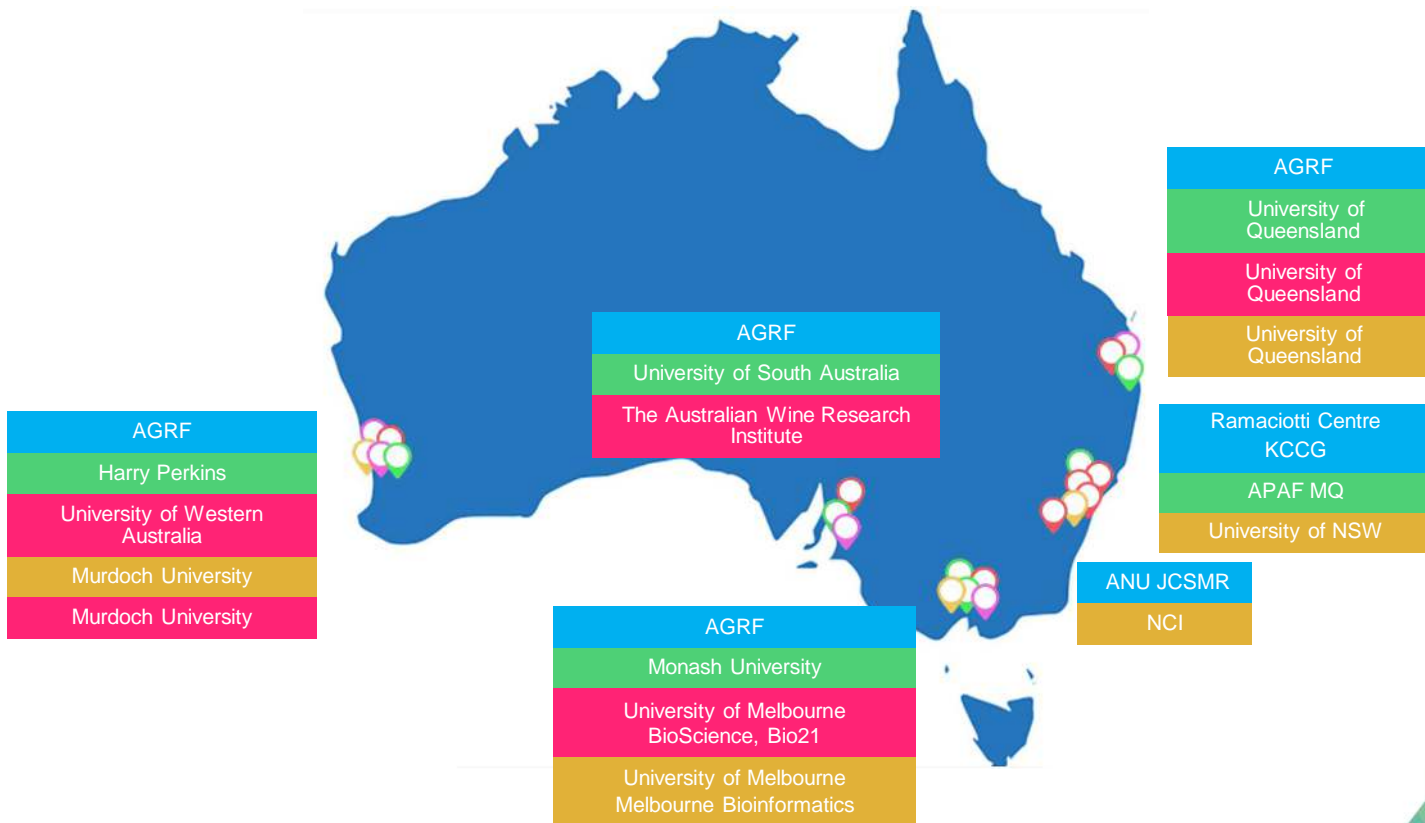 AGRF
University of
Queensland
University of
Queensland
University of
Queensland
AGRF
University of South Australia
The Australian Wine Research
Institute
AGRF
Harry Perkins
University of Western
Australia
Murdoch University
Murdoch University
Ramaciotti Centre
KCCG
APAF MQ
University of NSW
ANU JCSMR
NCI
AGRF
Monash University
University of Melbourne
BioScience, Bio21
University of Melbourne
Melbourne Bioinformatics